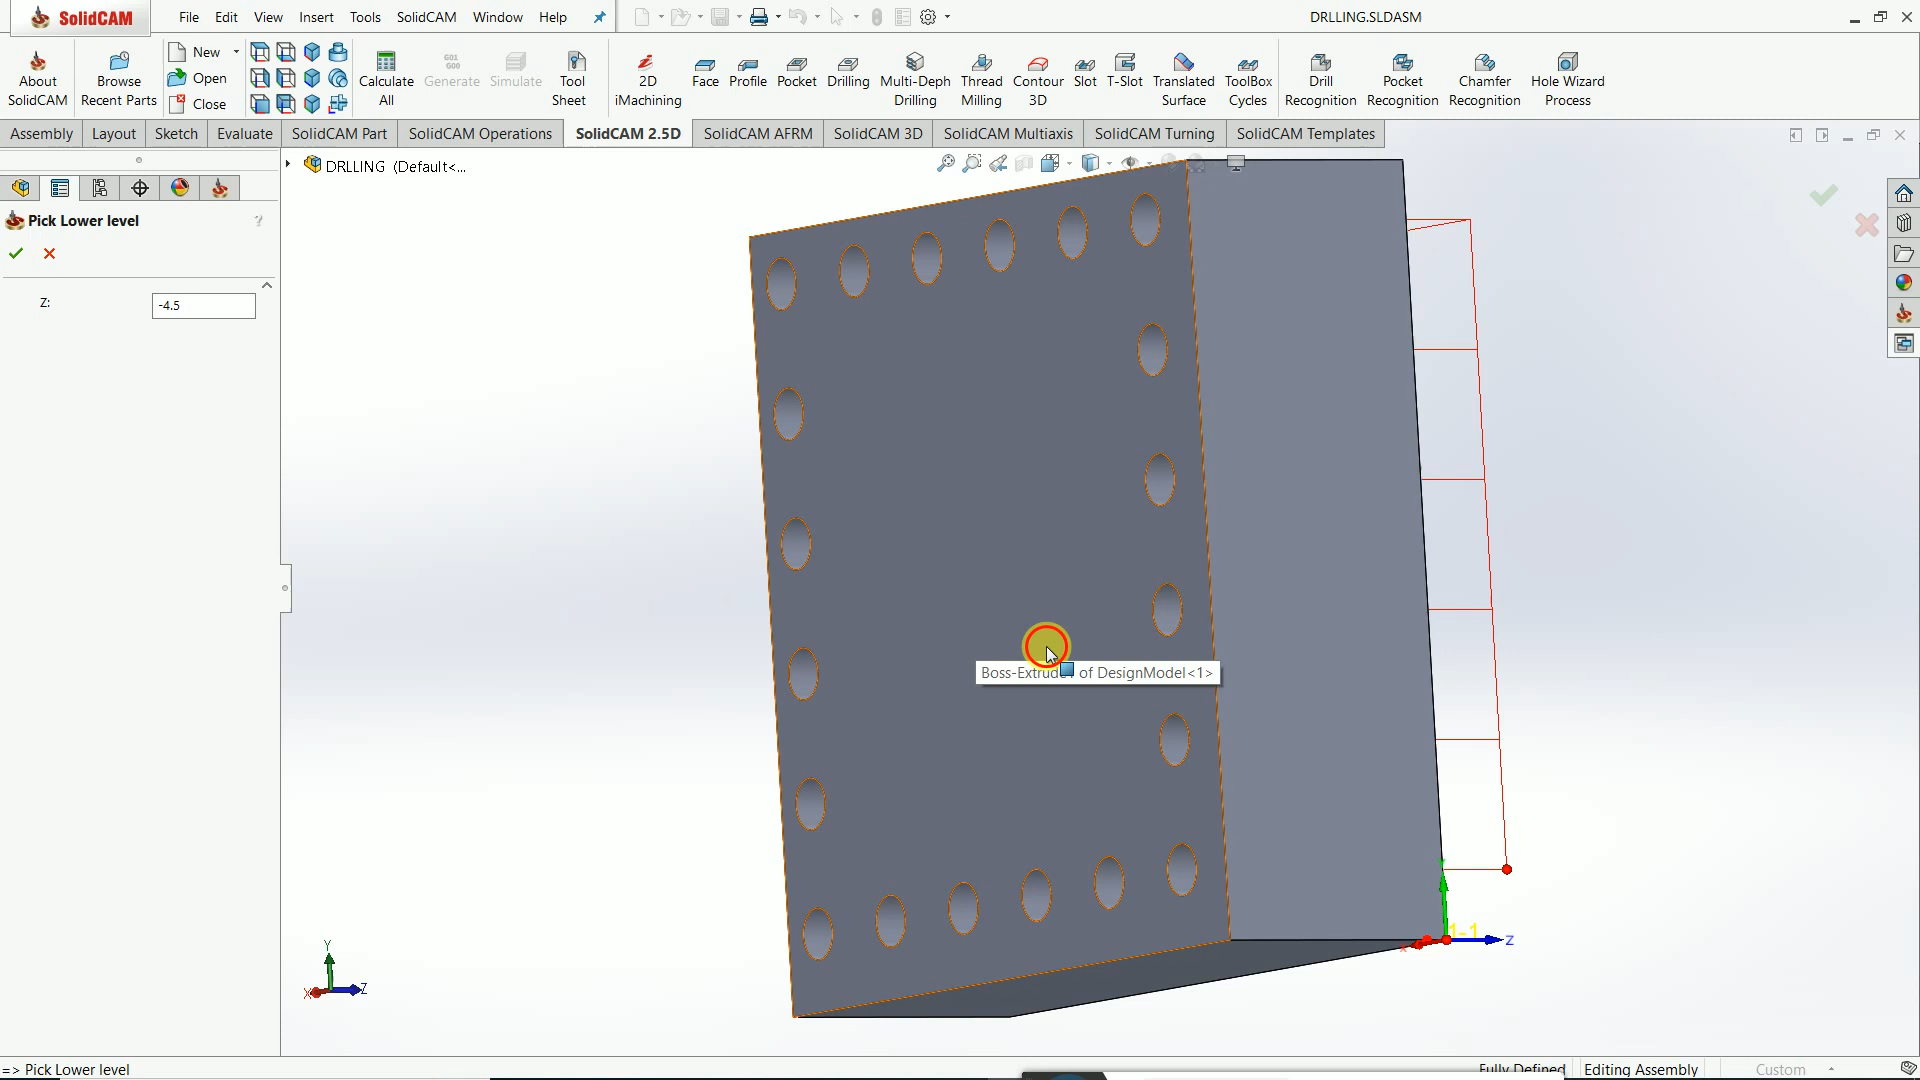 SolidCAM
File Edit View Insert Tools SolidCAM Window Help
DRLLING.SLDASM
About SolidCAM
Browse Recent Parts
New
Open
Close
Calculate All
G01 G00
Generate
Simulate
Tool Sheet
2D iMachining
Face
Profile
Pocket
Drilling
Multi-Deph Drilling
Thread Milling
Contour 3D
Slot
T-Slot
Translated Surface
ToolBox Cycles
Drill Recognition
Pocket Recognition
Chamfer Recognition
Hole Wizard Process
Assembly Layout Sketch Evaluate SolidCAM Part SolidCAM Operations SolidCAM 2.5D SolidCAM AFRM SolidCAM 3D SolidCAM Multiaxis SolidCAM Turning SolidCAM Templates
DRLLING (Default<...
Pick Lower level ?
Z: -4.5
of DesignModel<1>
1-1
Z
Y
X
Z
=> Pick Lower level
Fully Defined Editing Assembly Custom